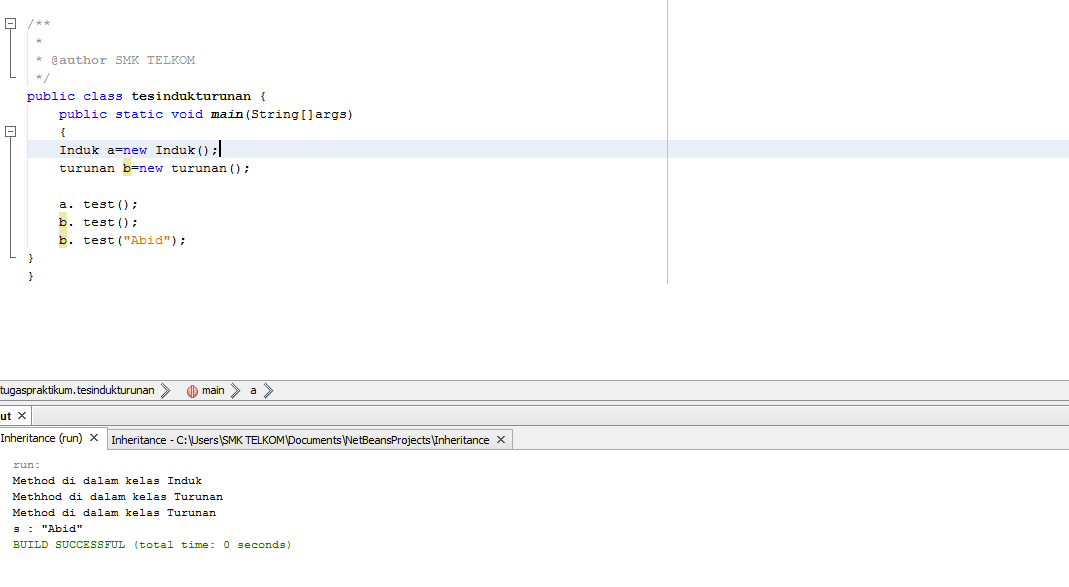 /**
*
* @author SMK TELKOM
*/
public class tesindukturunan {
public static void main(String[]args)
{
Induk a=new Induk();
turunan b=new turunan();
a. test();
b. test();
b. test("Abid");
}
}
tugaspraktikum.tesindukturunan main a
ut
Inheritance (run) Inheritance - C:\Users\SMK TELKOM\Documents\NetBeansProjects\Inheritance
run:
Method di dalam kelas Induk
Methhod di dalam kelas Turunan
Method di dalam kelas Turunan
s : "Abid"
BUILD SUCCESSFUL (total time: 0 seconds)